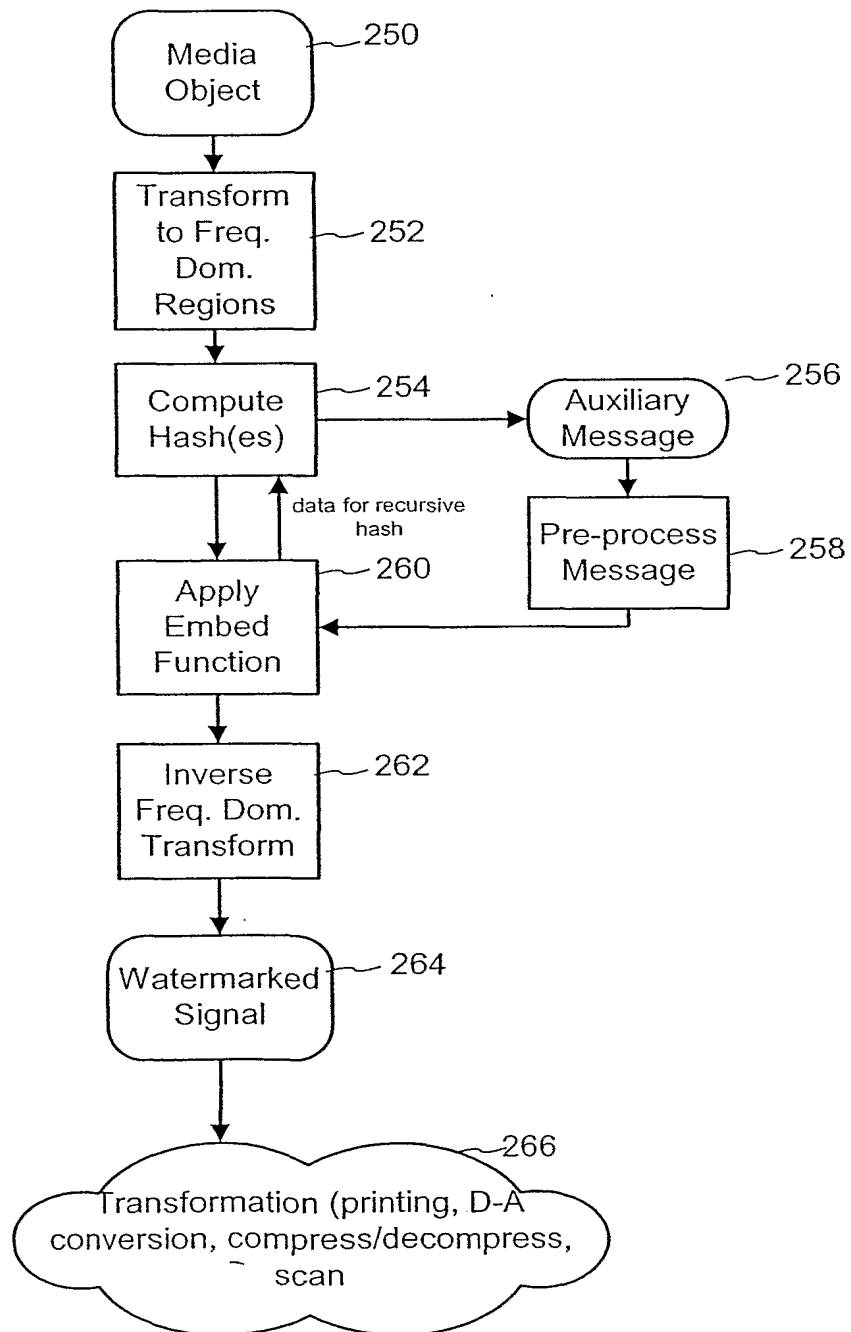 Media
Object
250
Transform
to Freq.
Dom.
Regions
252
Compute
Hash(es)
254
Auxiliary
Message
256
data for recursive
hash
Pre-process
Message
258
Apply
Embed
Function
260
Inverse
Freq. Dom.
Transform
262
Watermarked
Signal
264
266
Transformation (printing, D-A
conversion, compress/decompress,
scan